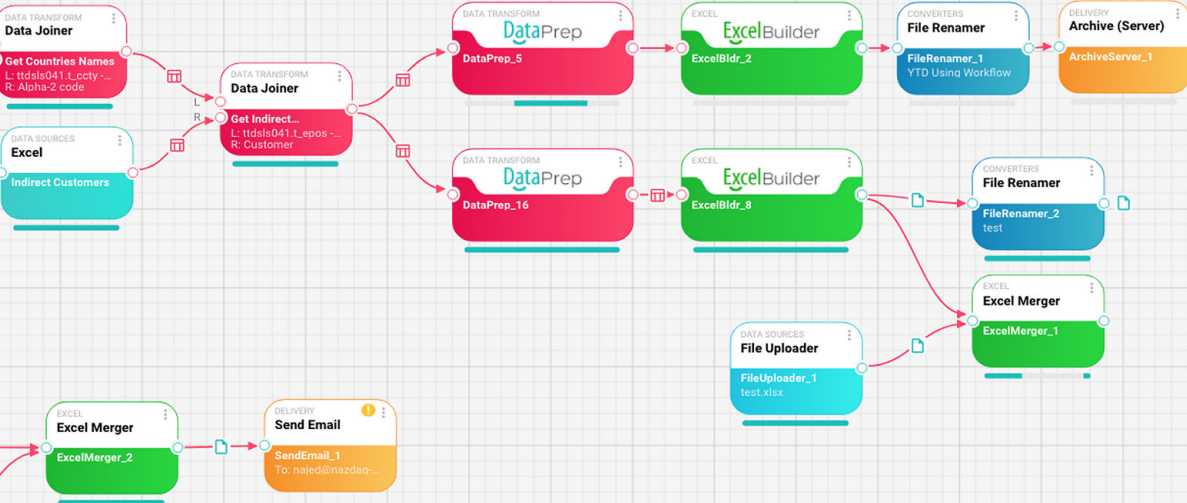 DATA TRANSFORM
Data Joiner
Get Countries Names
L: ttdsls041.t_ccty -...
R: Alpha-2 code
DATA SOURCES
Excel
Indirect Customers
DATA TRANSFORM
Data Joiner
L
R
Get Indirect...
L: ttdsls041.t_epos -...
R: Customer
DATA TRANSFORM
DataPrep
DataPrep_5
EXCEL
ExcelBuilder
ExcelBldr_2
CONVERTERS
File Renamer
FileRenamer_1
YTD Using Workflow
DELIVERY
Archive (Server)
ArchiveServer_1
DATA TRANSFORM
DataPrep
DataPrep_16
EXCEL
ExcelBuilder
ExcelBldr_8
CONVERTERS
File Renamer
FileRenamer_2
test
EXCEL
Excel Merger
ExcelMerger_1
DATA SOURCES
File Uploader
FileUploader_1
test.xlsx
EXCEL
Excel Merger
ExcelMerger_2
DELIVERY
!
Send Email
SendEmail_1
To: najed@nazdaq-...